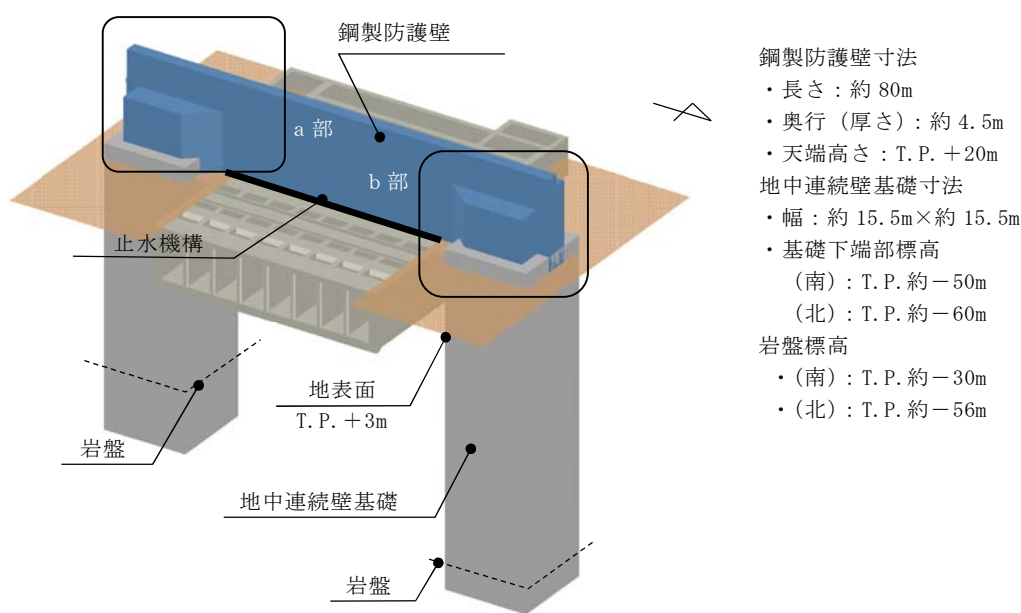 鋼製防護壁
a 部
b 部
止水機構
地表面
T.P.＋3m
岩盤
地中連続壁基礎
岩盤
鋼製防護壁寸法
・長さ：約 80m
・奥行（厚さ）：約 4.5m
・天端高さ：T.P.＋20m
地中連続壁基礎寸法
・幅：約 15.5m×約 15.5m
・基礎下端部標高
（南）：T.P.約－50m
（北）：T.P.約－60m
岩盤標高
・（南）：T.P.約－30m
・（北）：T.P.約－56m